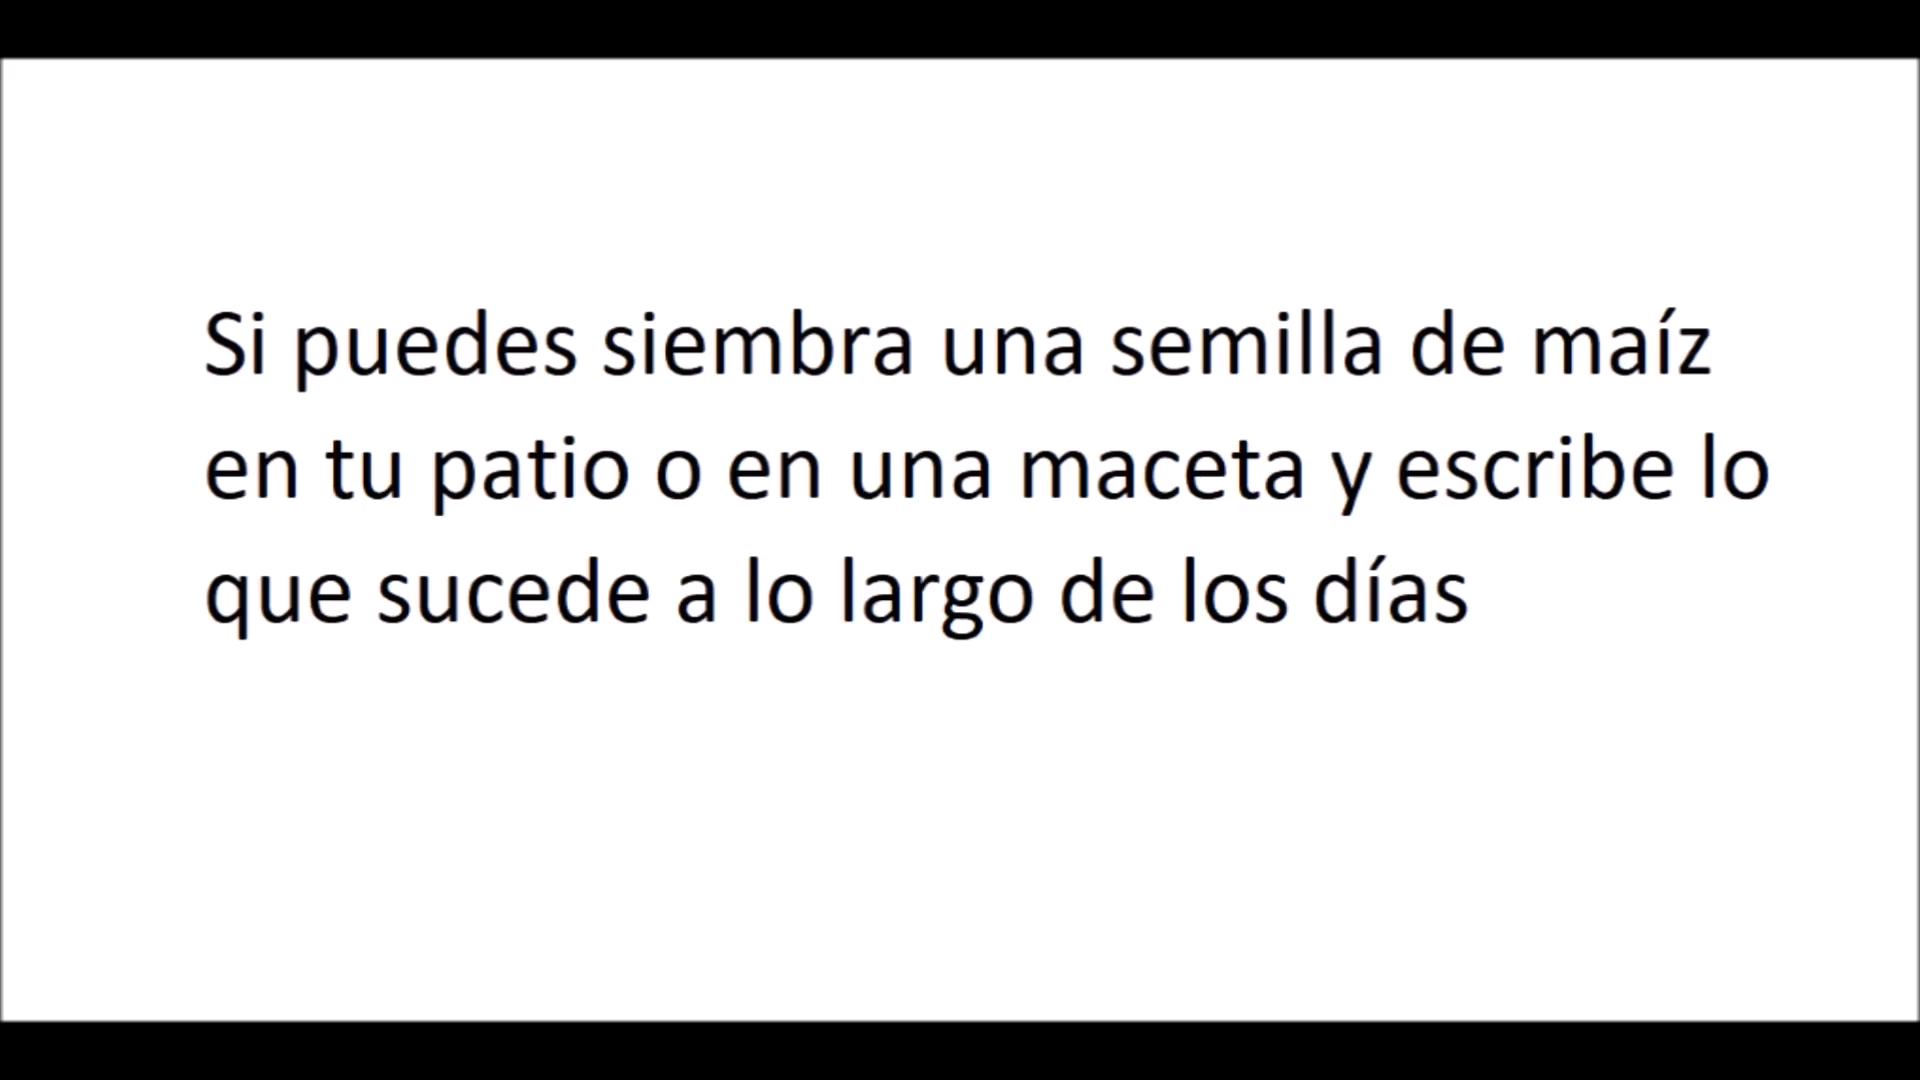 Si puedes siembra una semilla de maíz
en tu patio o en una maceta y escribe lo
que sucede a lo largo de los días